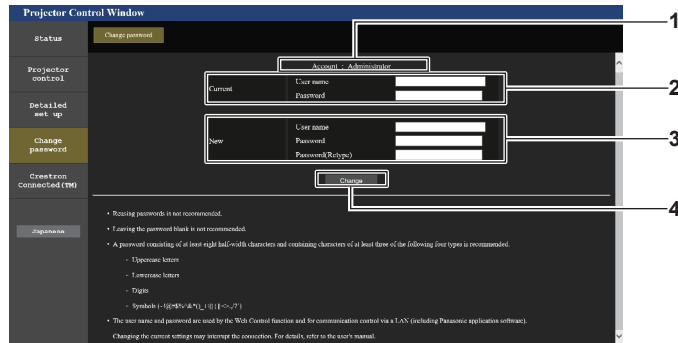 Projector Control Window
1
Status
Change password
Account : Administrator
2
Current
User name
Password
Projector control
Detailed set up
3
New
User name
Password
Password(Retype)
Change password
Change
4
Crestron Connected(TM)
Japanese
• Reusing passwords is not recommended.
• Leaving the password blank is not recommended.
• A password consisting of at least eight half-width characters and containing characters of at least three of the following four types is recommended.
- Uppercase letters
- Lowercase letters
- Digits
- Symbols
• The user name and password are used by the Web Control function and for communication control via a LAN (including Panasonic application software).
Changing the current settings may interrupt the connection. For details, refer to the user's manual.